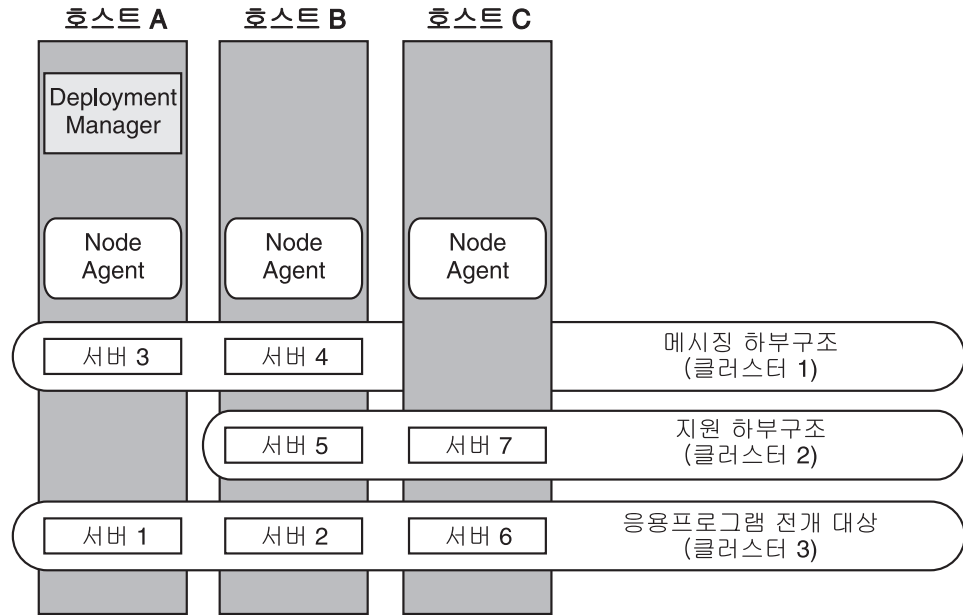 호스트 A
호스트 B
호스트 C
Deployment
Manager
Node
Agent
Node
Agent
Node
Agent
서버 3
서버 4
메시징 하부구조
(클러스터 1)
서버 5
서버 7
지원 하부구조
(클러스터 2)
서버 1
서버 2
서버 6
응용프로그램 전개 대상
(클러스터 3)